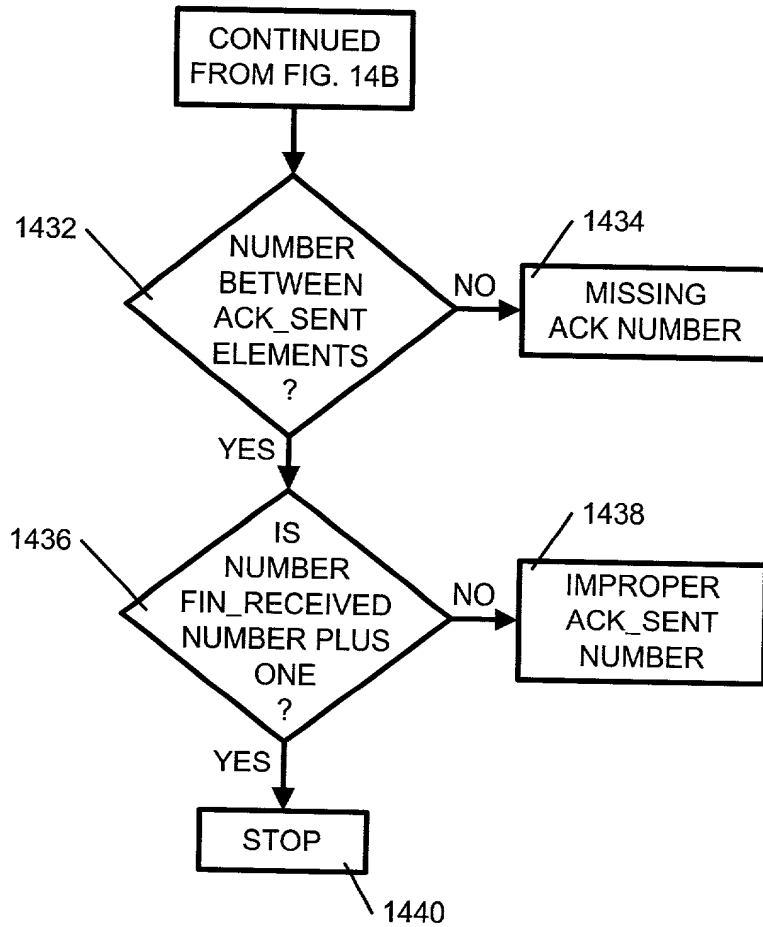 CONTINUED
FROM FIG. 14B
1432
NUMBER
BETWEEN
ACK_SENT
ELEMENTS
?
NO
1434
MISSING
ACK NUMBER
YES
1436
IS
NUMBER
FIN_RECEIVED
NUMBER PLUS
ONE
?
NO
1438
IMPROPER
ACK_SENT
NUMBER
YES
STOP
1440